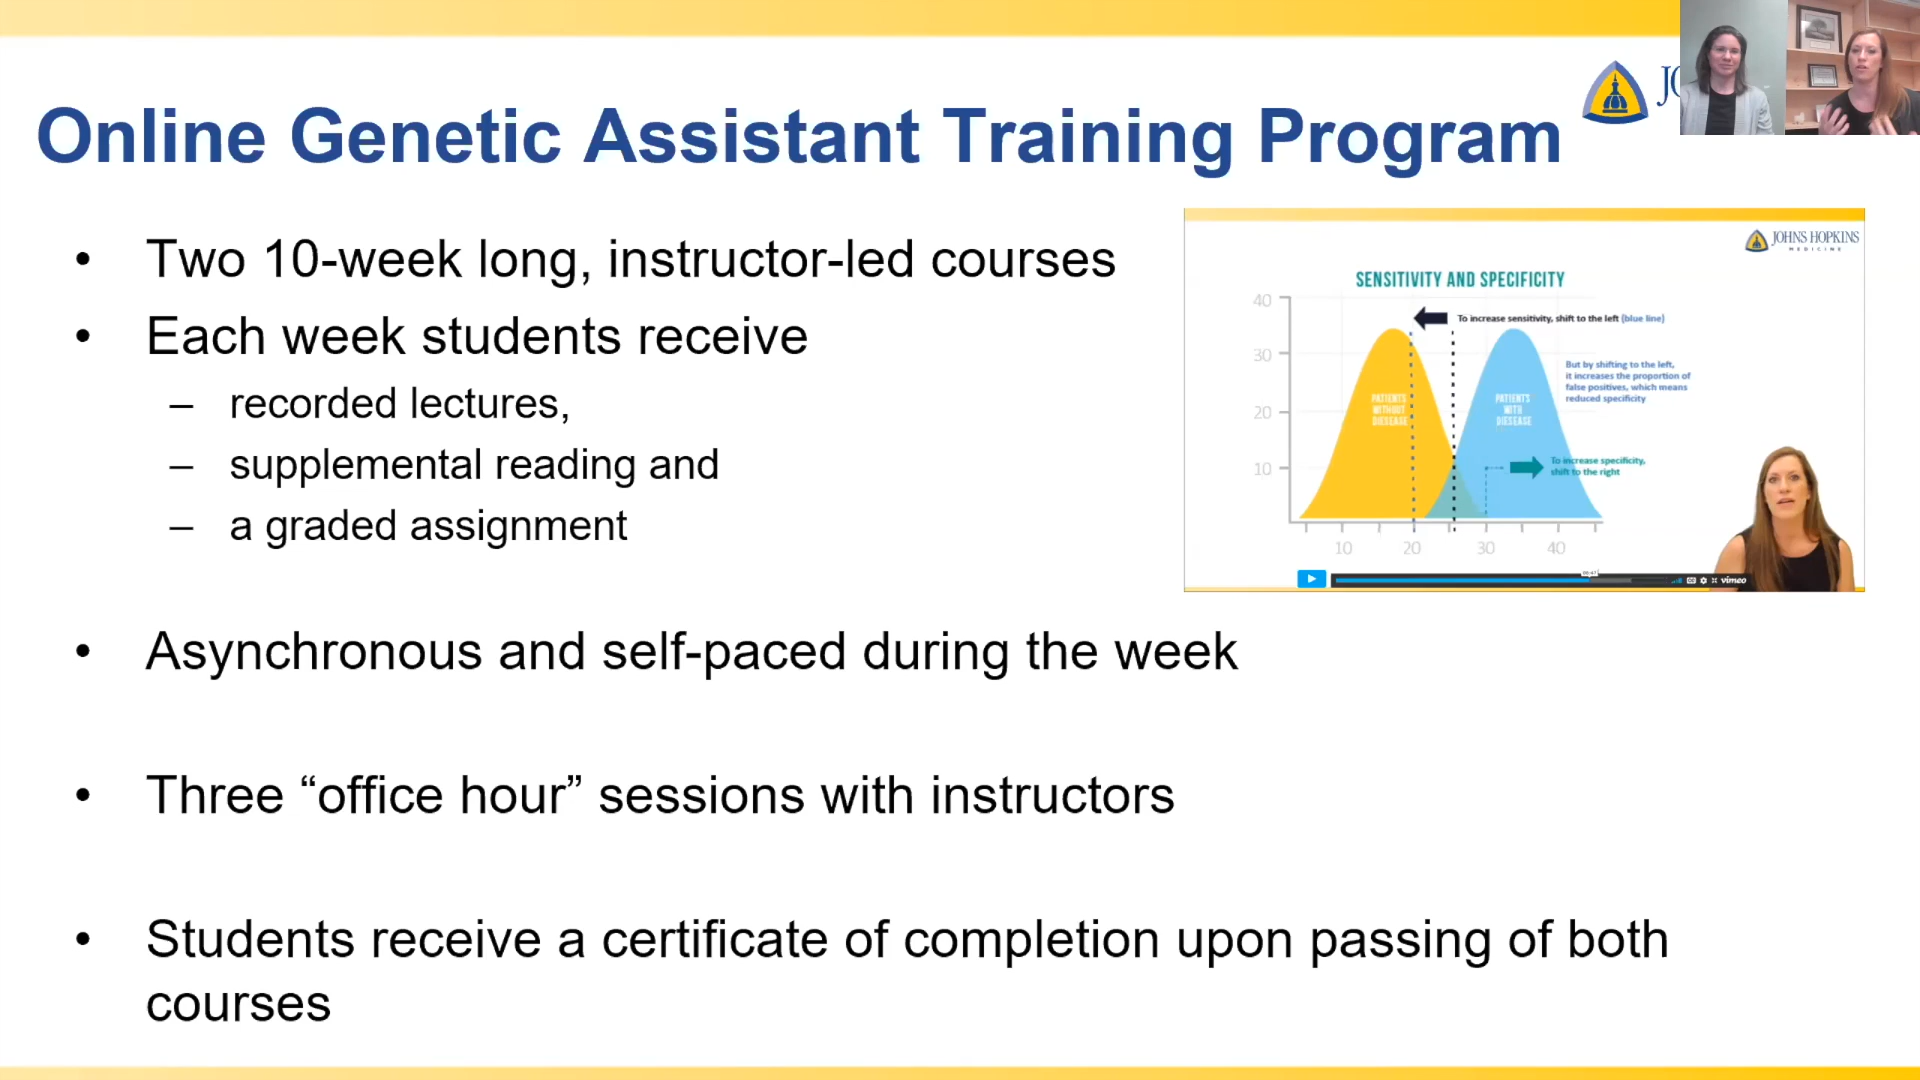 Online Genetic Assistant Training Program
JO
• Two 10-week long, instructor-led courses
• Each week students receive
– recorded lectures,
– supplemental reading and
– a graded assignment
JOHNS HOPKINS
MEDICINE
SENSITIVITY AND SPECIFICITY
40
30
20
10
To increase sensitivity, shift to the left (blue line)
But by shifting to the left,
it increases the proportion of
false positives, which means
reduced specificity
PATIENTS
WITHOUT
DIESEASE
PATIENTS
WITH
DIESEASE
To increase specificity,
shift to the right
10 20 30 40
vimeo
• Asynchronous and self-paced during the week
• Three “office hour” sessions with instructors
• Students receive a certificate of completion upon passing of both
courses